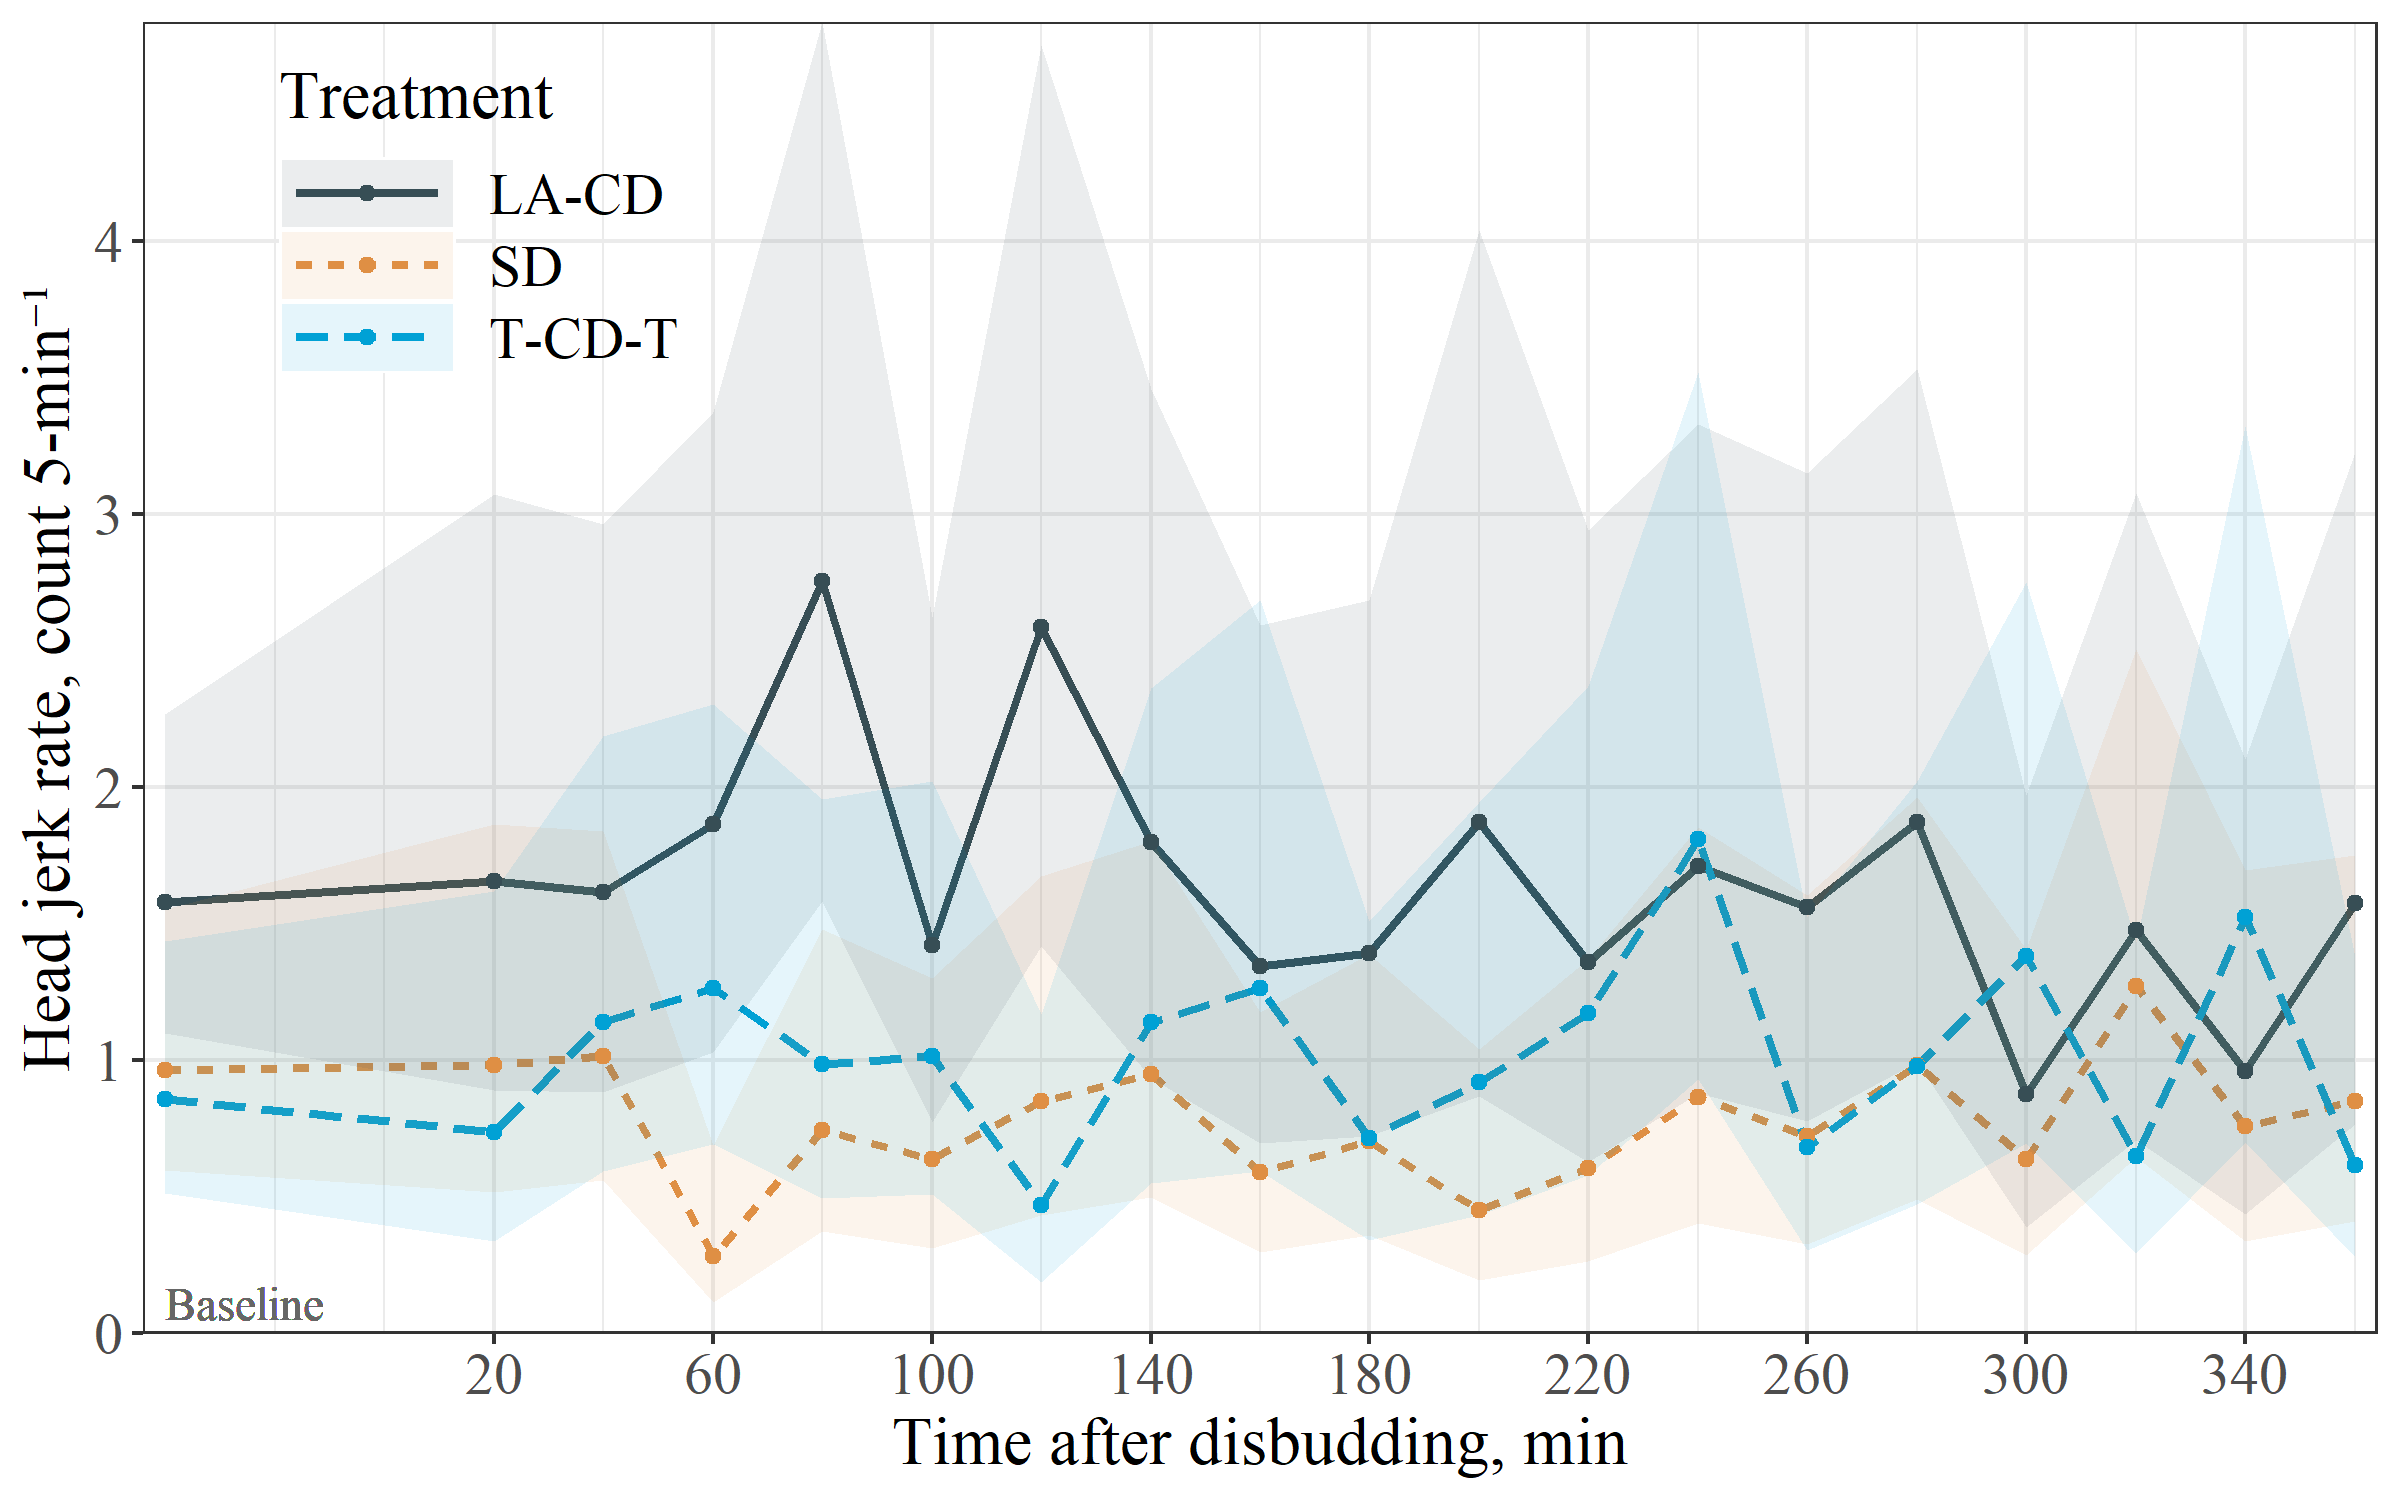 Treatment
LA-CD
SD
T-CD-T
Head jerk rate, count 5-min⁻¹
4
3
2
1
0
Baseline
20 60 100 140 180 220 260 300 340
Time after disbudding, min